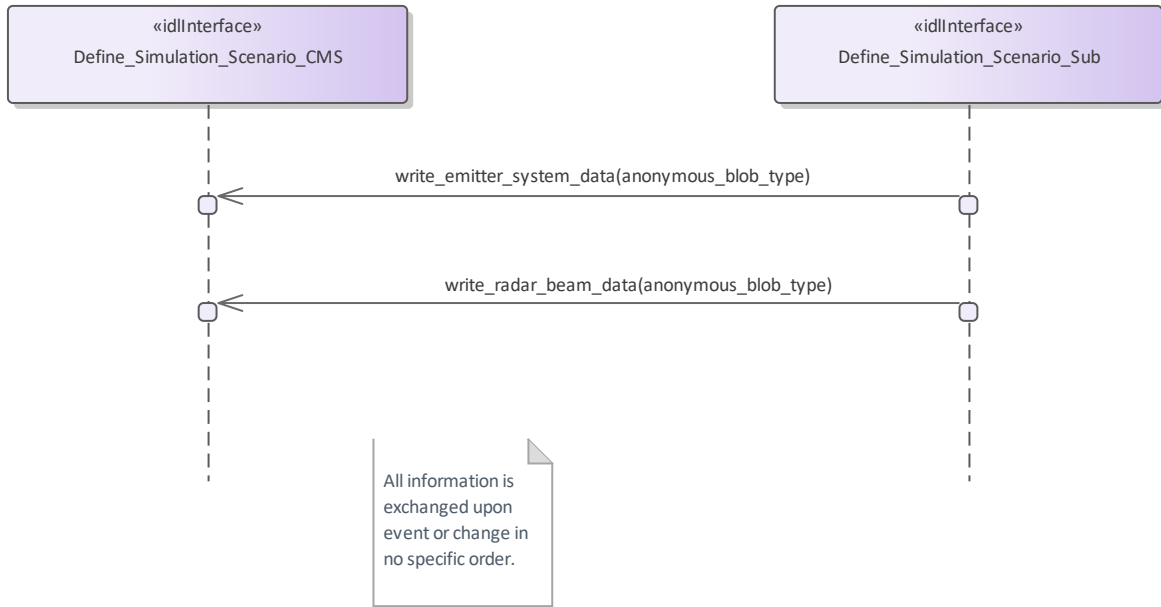 «idlInterface»
Define_Simulation_Scenario_CMS
«idlInterface»
Define_Simulation_Scenario_Sub
write_emitter_system_data(anonymous_blob_type)
write_radar_beam_data(anonymous_blob_type)
All information is
exchanged upon
event or change in
no specific order.